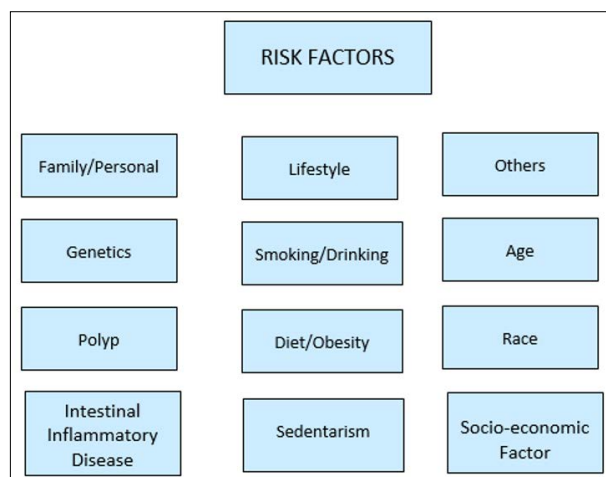 RISK FACTORS
Family/Personal
Lifestyle
Others
Genetics
Smoking/Drinking
Age
Polyp
Diet/Obesity
Race
Intestinal
Inflammatory
Disease
Sedentarism
Socio-economic
Factor